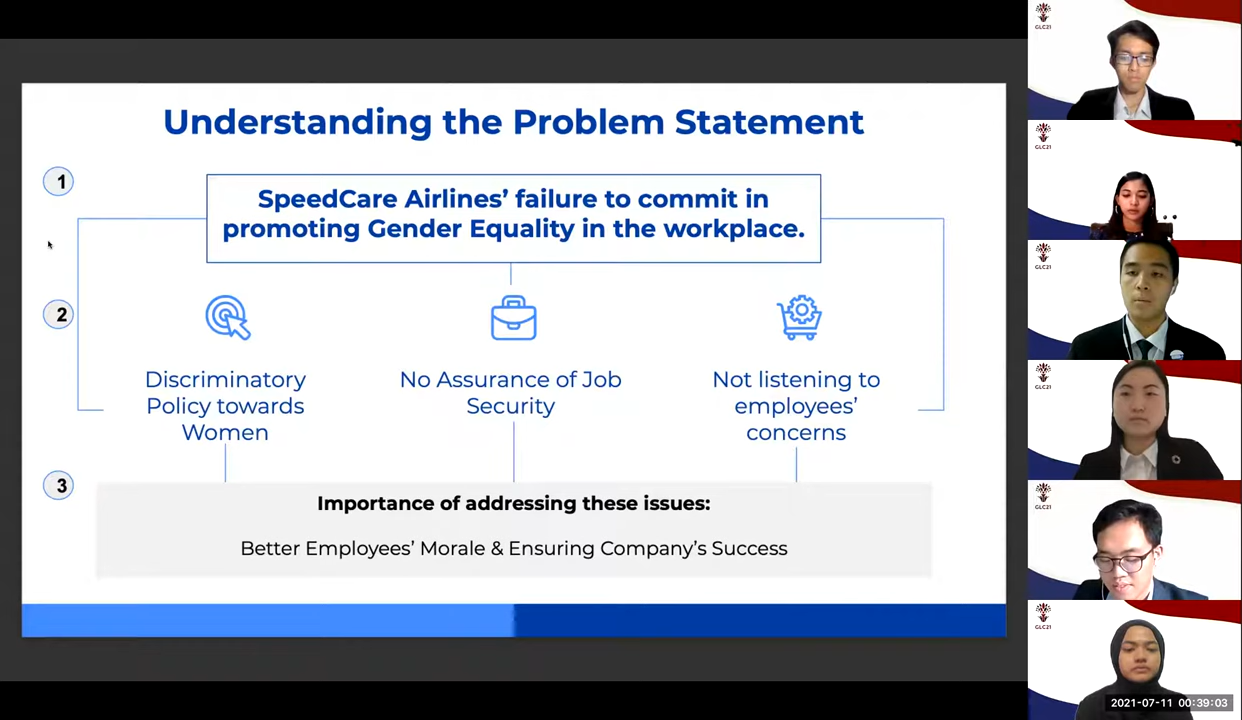 Understanding the Problem Statement
1
SpeedCare Airlines' failure to commit in
promoting Gender Equality in the workplace.
2
Discriminatory
Policy towards
Women
No Assurance of Job
Security
Not listening to
employees'
concerns
3
Importance of addressing these issues:
Better Employees' Morale & Ensuring Company's Success
GLC21
GLC21
GLC21
GLC21
GLC21
GLC21
2021-07-11 00:39:03